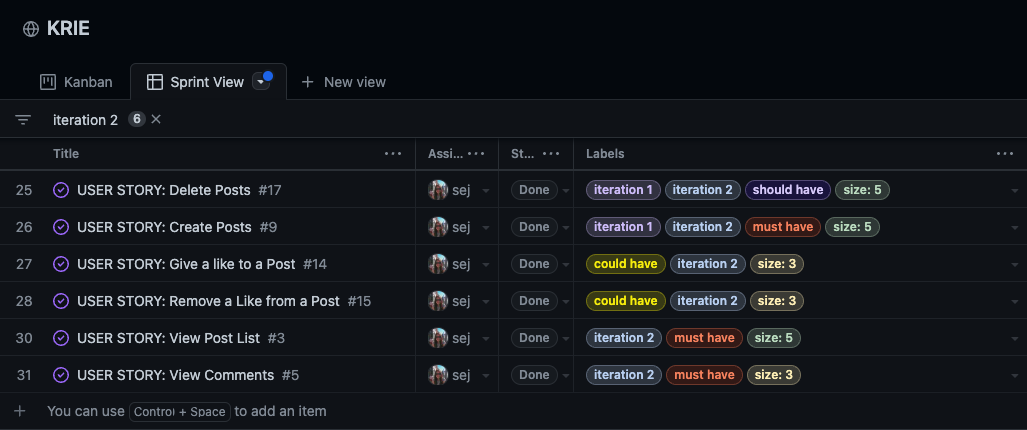 KRIE
Kanban Sprint View New view
iteration 2 6
Title Assi... St... Labels
25 USER STORY: Delete Posts #17 sej Done iteration 1 iteration 2 should have size: 5
26 USER STORY: Create Posts #9 sej Done iteration 1 iteration 2 must have size: 5
27 USER STORY: Give a like to a Post #14 sej Done could have iteration 2 size: 3
28 USER STORY: Remove a Like from a Post #15 sej Done could have iteration 2 size: 3
30 USER STORY: View Post List #3 sej Done iteration 2 must have size: 5
31 USER STORY: View Comments #5 sej Done iteration 2 must have size: 3
You can use Control + Space to add an item